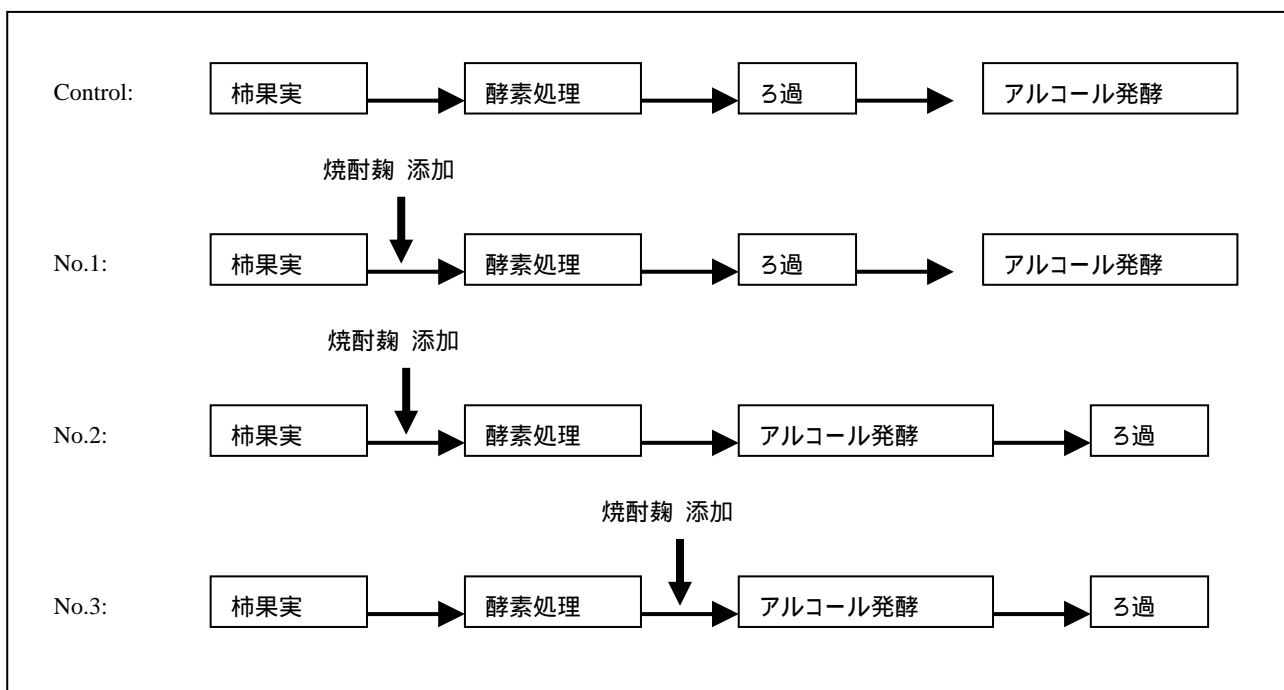 Control: 柿果実 酵素処理 ろ過 アルコール発酵
焼酎麹 添加
No.1: 柿果実 酵素処理 ろ過 アルコール発酵
焼酎麹 添加
No.2: 柿果実 酵素処理 アルコール発酵 ろ過
焼酎麹 添加
No.3: 柿果実 酵素処理 アルコール発酵 ろ過